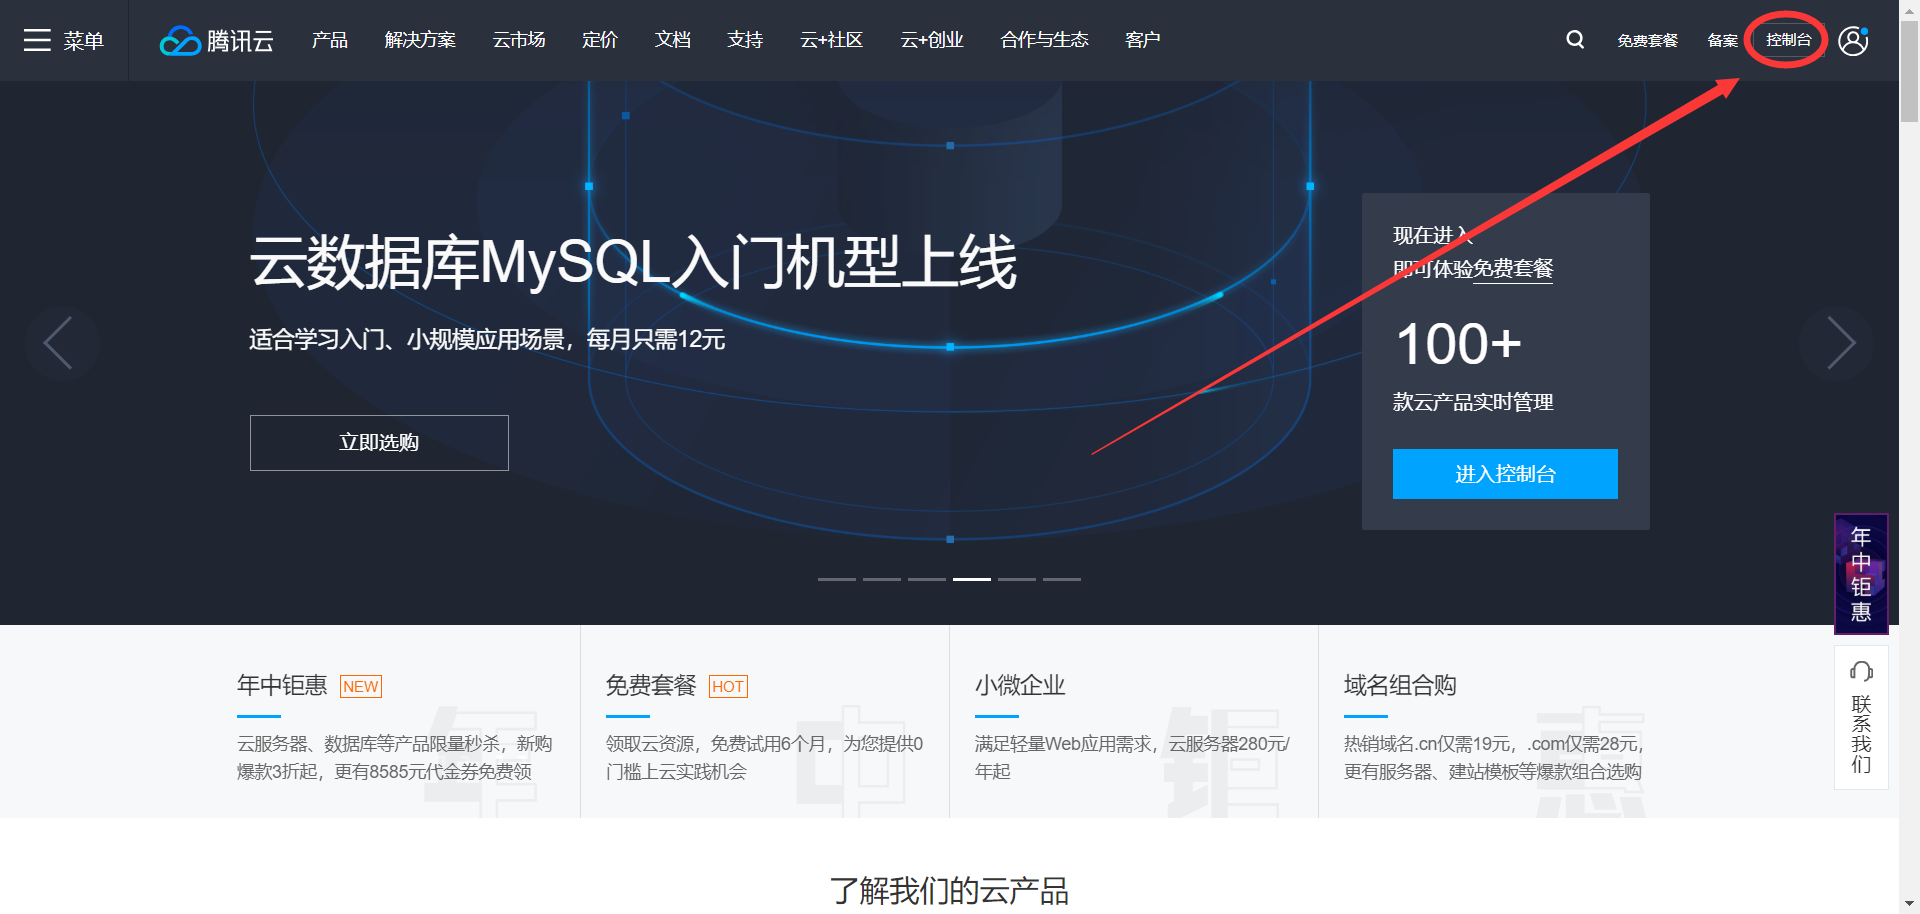 菜单
腾讯云
产品
解决方案
云市场
定价
文档
支持
云+社区
云+创业
合作与生态
客户
免费套餐
备案
控制台
云数据库MySQL入门机型上线
适合学习入门、小规模应用场景，每月只需12元
立即选购
现在进入
即可体验免费套餐
100+
款云产品实时管理
进入控制台
年中钜惠
联系我们
年中钜惠 NEW
云服务器、数据库等产品限量秒杀，新购
爆款3折起，更有8585元代金券免费领
年
免费套餐 HOT
领取云资源，免费试用6个月，为您提供0
门槛上云实践机会
中
小微企业
满足轻量Web应用需求，云服务器280元/
年起
钜
域名组合购
热销域名.cn仅需19元，.com仅需28元，
更有服务器、建站模板等爆款组合选购
惠
了解我们的云产品